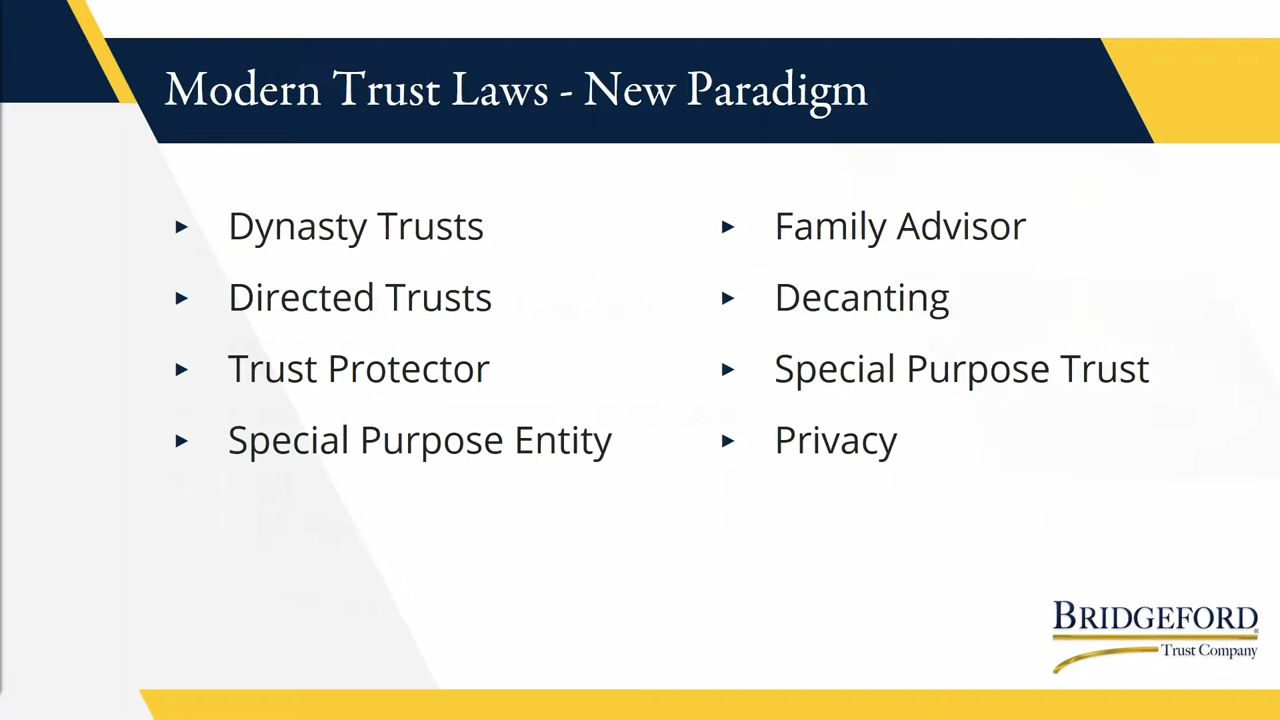 Modern Trust Laws - New Paradigm
▸ Dynasty Trusts
▸ Directed Trusts
▸ Trust Protector
▸ Special Purpose Entity
▸ Family Advisor
▸ Decanting
▸ Special Purpose Trust
▸ Privacy
BRIDGEFORD®
Trust Company